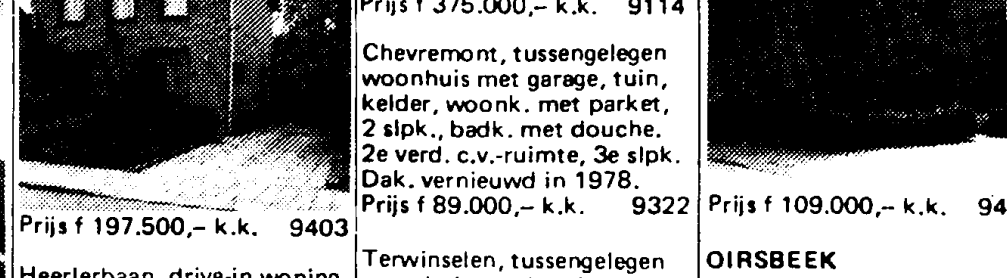 Prijs f 197.500,– k.k. 9403
Heerlerbaan, drive-in woning
Prijs f 375.000,– k.k. 9114
Chevremont, tussengelegen
woonhuis met garage, tuin,
kelder, woonk. met parket,
2 slpk., badk. met douche.
2e verd. c.v.-ruimte, 3e slpk.
Dak. vernieuwd in 1978.
Prijs f 89.000,– k.k. 9322
Terwinselen, tussengelegen
Prijs f 109.000,– k.k. 94
OIRSBEEK